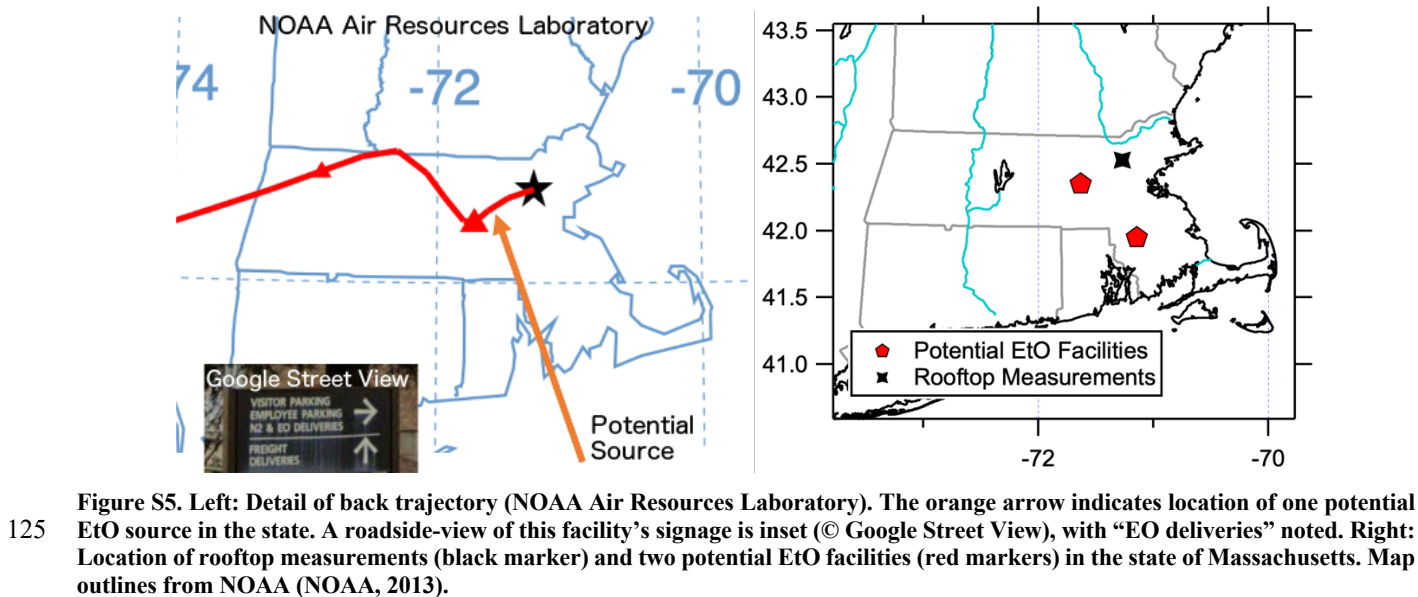 NOAA Air Resources Laboratory
74
-72
-70
Google Street View
VISITOR PARKING
EMPLOYEE PARKING
N2 & EO DELIVERIES
FREIGHT
DELIVERIES
Potential
Source
43.5
43.0
42.5
42.0
41.5
41.0
Potential EtO Facilities
Rooftop Measurements
-72
-70
Figure S5. Left: Detail of back trajectory (NOAA Air Resources Laboratory). The orange arrow indicates location of one potential
125 EtO source in the state. A roadside-view of this facility's signage is inset (© Google Street View), with “EO deliveries” noted. Right:
Location of rooftop measurements (black marker) and two potential EtO facilities (red markers) in the state of Massachusetts. Map
outlines from NOAA (NOAA, 2013).